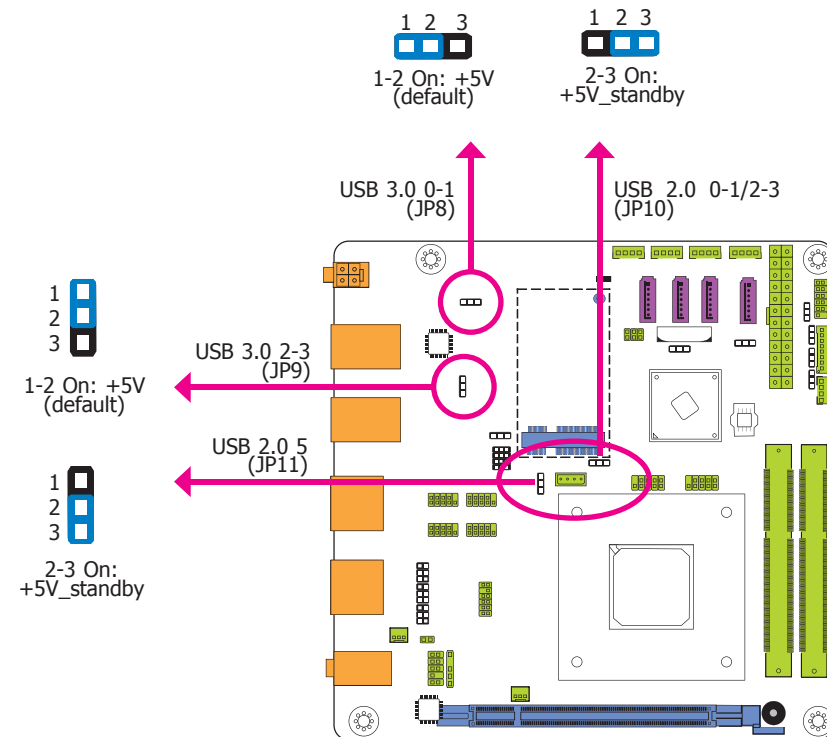 1 2 3
1-2 On: +5V
(default)
1 2 3
2-3 On:
+5V_standby
USB 3.0 0-1
(JP8)
USB 2.0 0-1/2-3
(JP10)
1
2
3
1-2 On: +5V
(default)
USB 3.0 2-3
(JP9)
USB 2.0 5
(JP11)
1
2
3
2-3 On:
+5V_standby